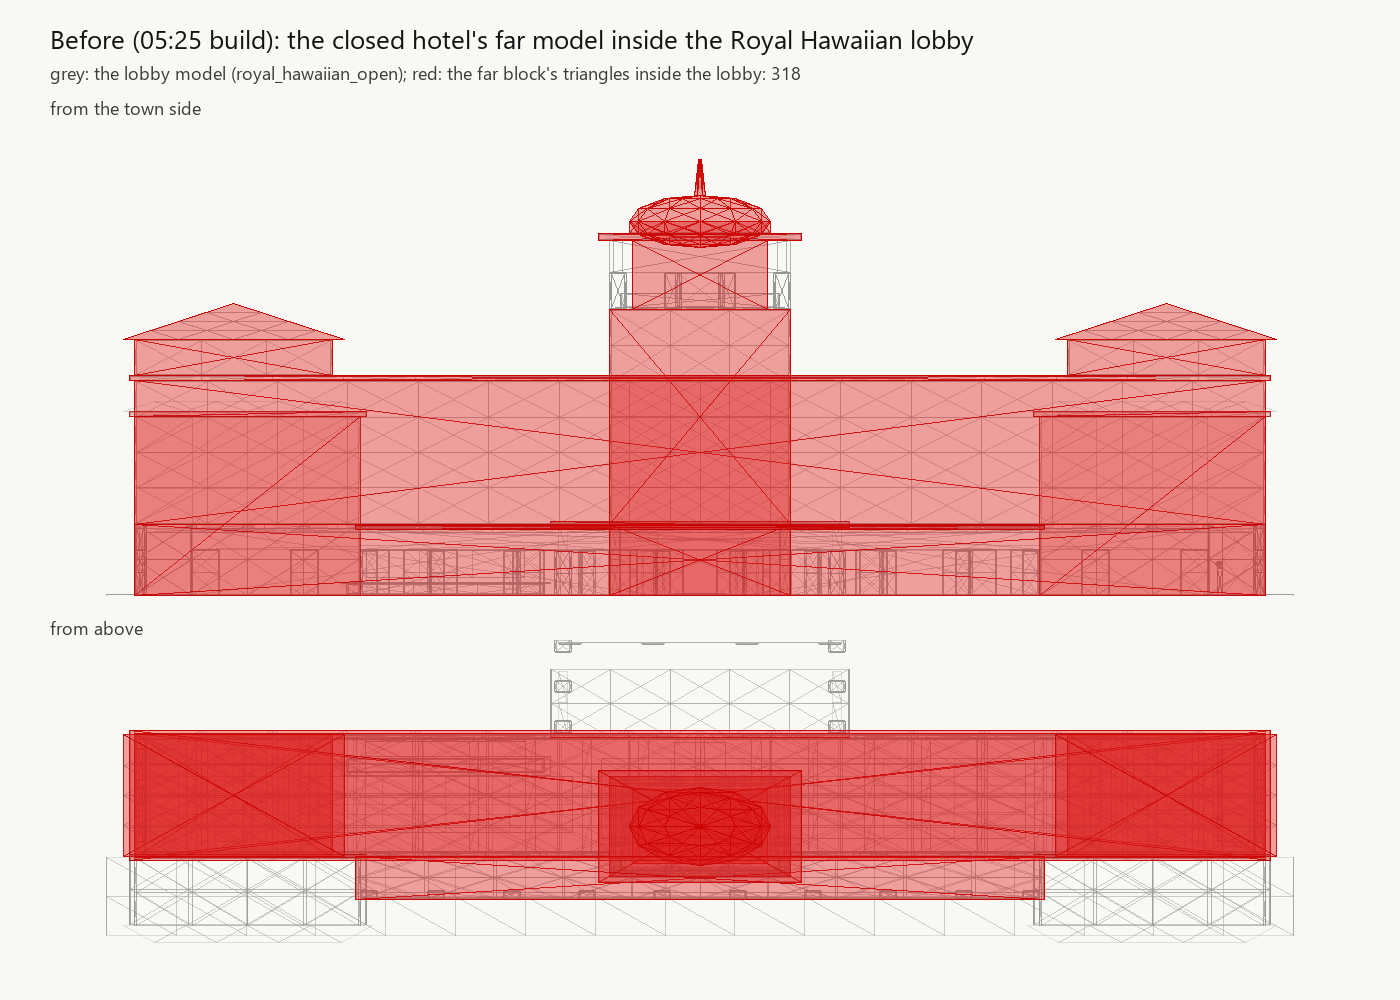 Before (05:25 build): the closed hotel's far model inside the Royal Hawaiian lobby
grey: the lobby model (royal_hawaiian_open); red: the far block's triangles inside the lobby: 318
from the town side
from above